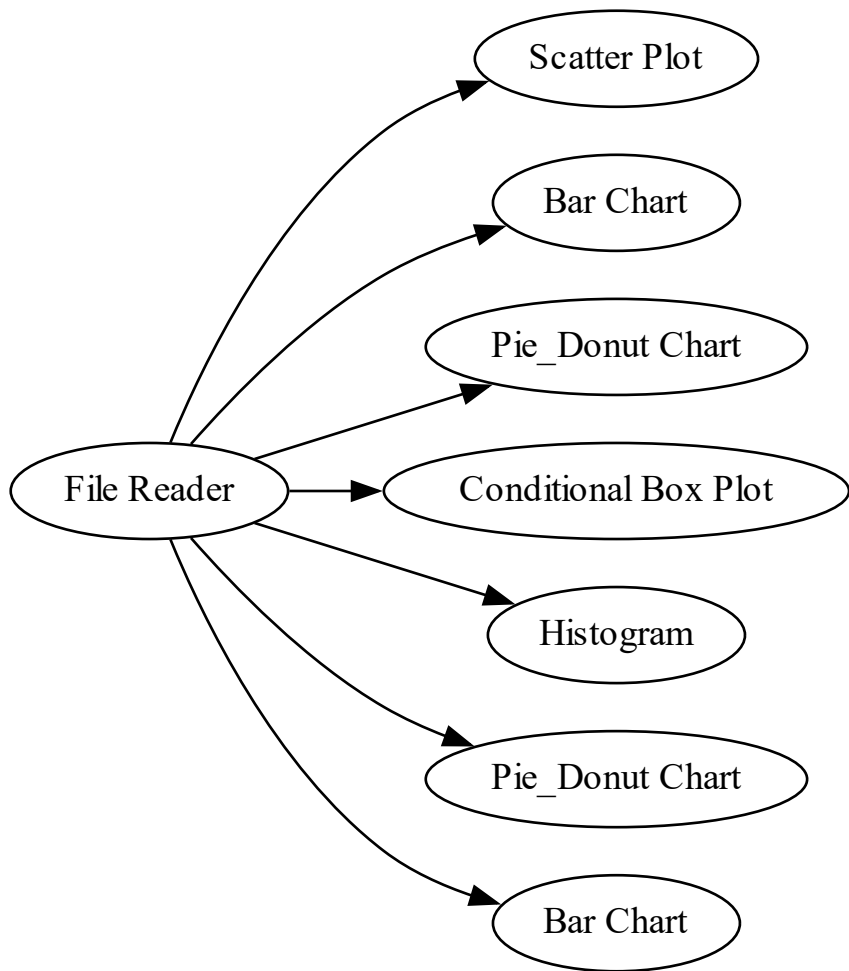 Scatter Plot
Bar Chart
Pie_Donut Chart
File Reader
Conditional Box Plot
Histogram
Pie_Donut Chart
Bar Chart